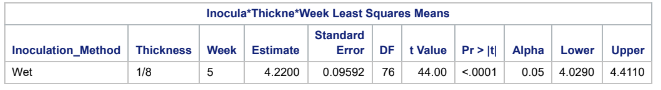 Inocula*Thickne*Week Least Squares Means
Inoculation_Method Thickness Week Estimate Standard Error DF t Value Pr > |t| Alpha Lower Upper
Wet 1/8 5 4.2200 0.09592 76 44.00 <.0001 0.05 4.0290 4.4110